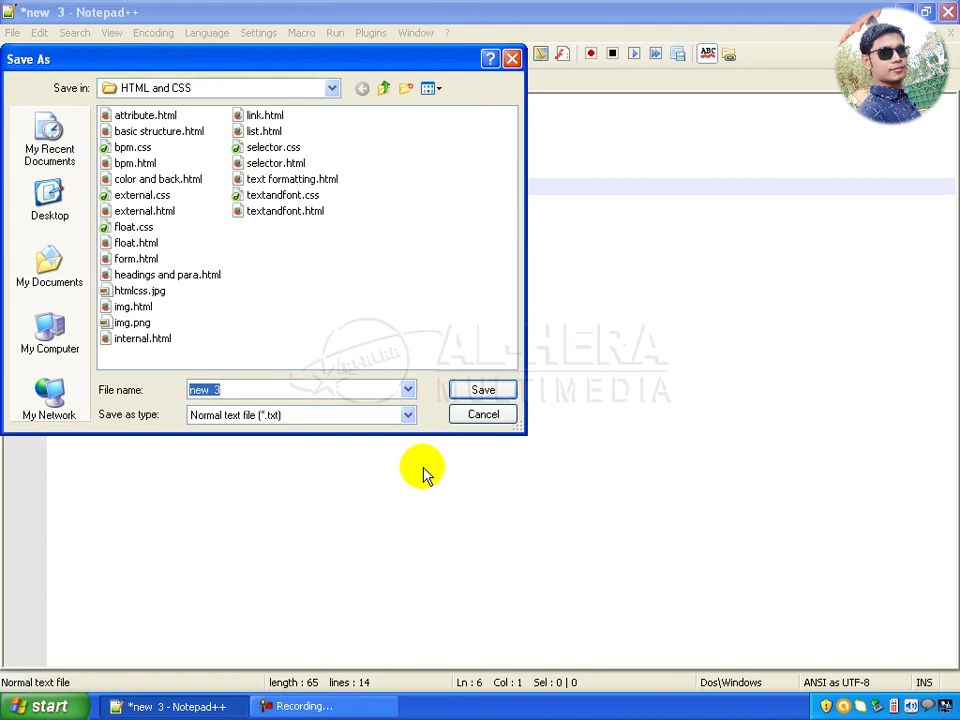 *new  3 - Notepad++
File Edit Search View Encoding Language Settings Macro Run Plugins Window ? X
ABC
Save As
Save in: HTML and CSS
My Recent Documents
Desktop
My Documents
My Computer
My Network
attribute.html
basic structure.html
bpm.css
bpm.html
color and back.html
external.css
external.html
float.css
float.html
form.html
headings and para.html
htmlcss.jpg
img.html
img.png
internal.html
link.html
list.html
selector.css
selector.html
text formatting.html
textandfont.css
textandfont.html
File name: new  3 Save
Save as type: Normal text file (*.txt) Cancel
AL-HERA
MULTIMEDIA
Normal text file length : 65 lines : 14 Ln : 6 Col : 1 Sel : 0 | 0 Dos\Windows ANSI as UTF-8 INS
start *new  3 - Notepad++ Recording...